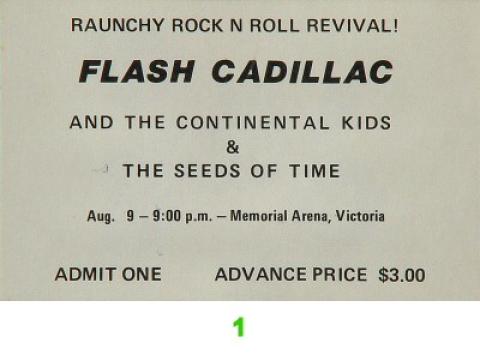 RAUNCHY ROCK N ROLL REVIVAL!
FLASH CADILLAC
AND THE CONTINENTAL KIDS
&
THE SEEDS OF TIME
Aug. 9 – 9:00 p.m. – Memorial Arena, Victoria
ADMIT ONE ADVANCE PRICE $3.00
1